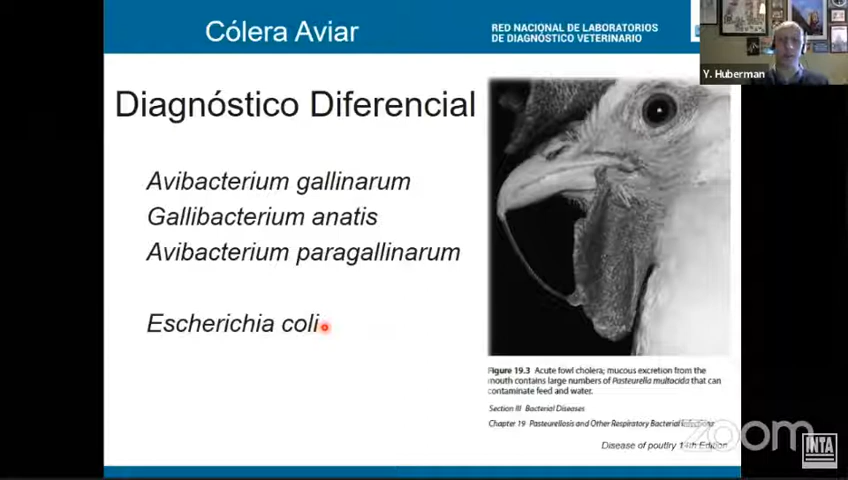 Cólera Aviar
RED NACIONAL DE LABORATORIOS
DE DIAGNÓSTICO VETERINARIO
Y. Huberman
Diagnóstico Diferencial
Avibacterium gallinarum
Gallibacterium anatis
Avibacterium paragallinarum
Escherichia coli
Figure 19.3 Acute fowl cholera; mucous excretion from the
mouth contains large numbers of Pasteurella multocida that can
contaminate feed and water.
Section III Bacterial Diseases
Chapter 19 Pasteurellosis and Other Respiratory Bacterial Infections
Disease of poultry 14th Edition
zoom
INTA